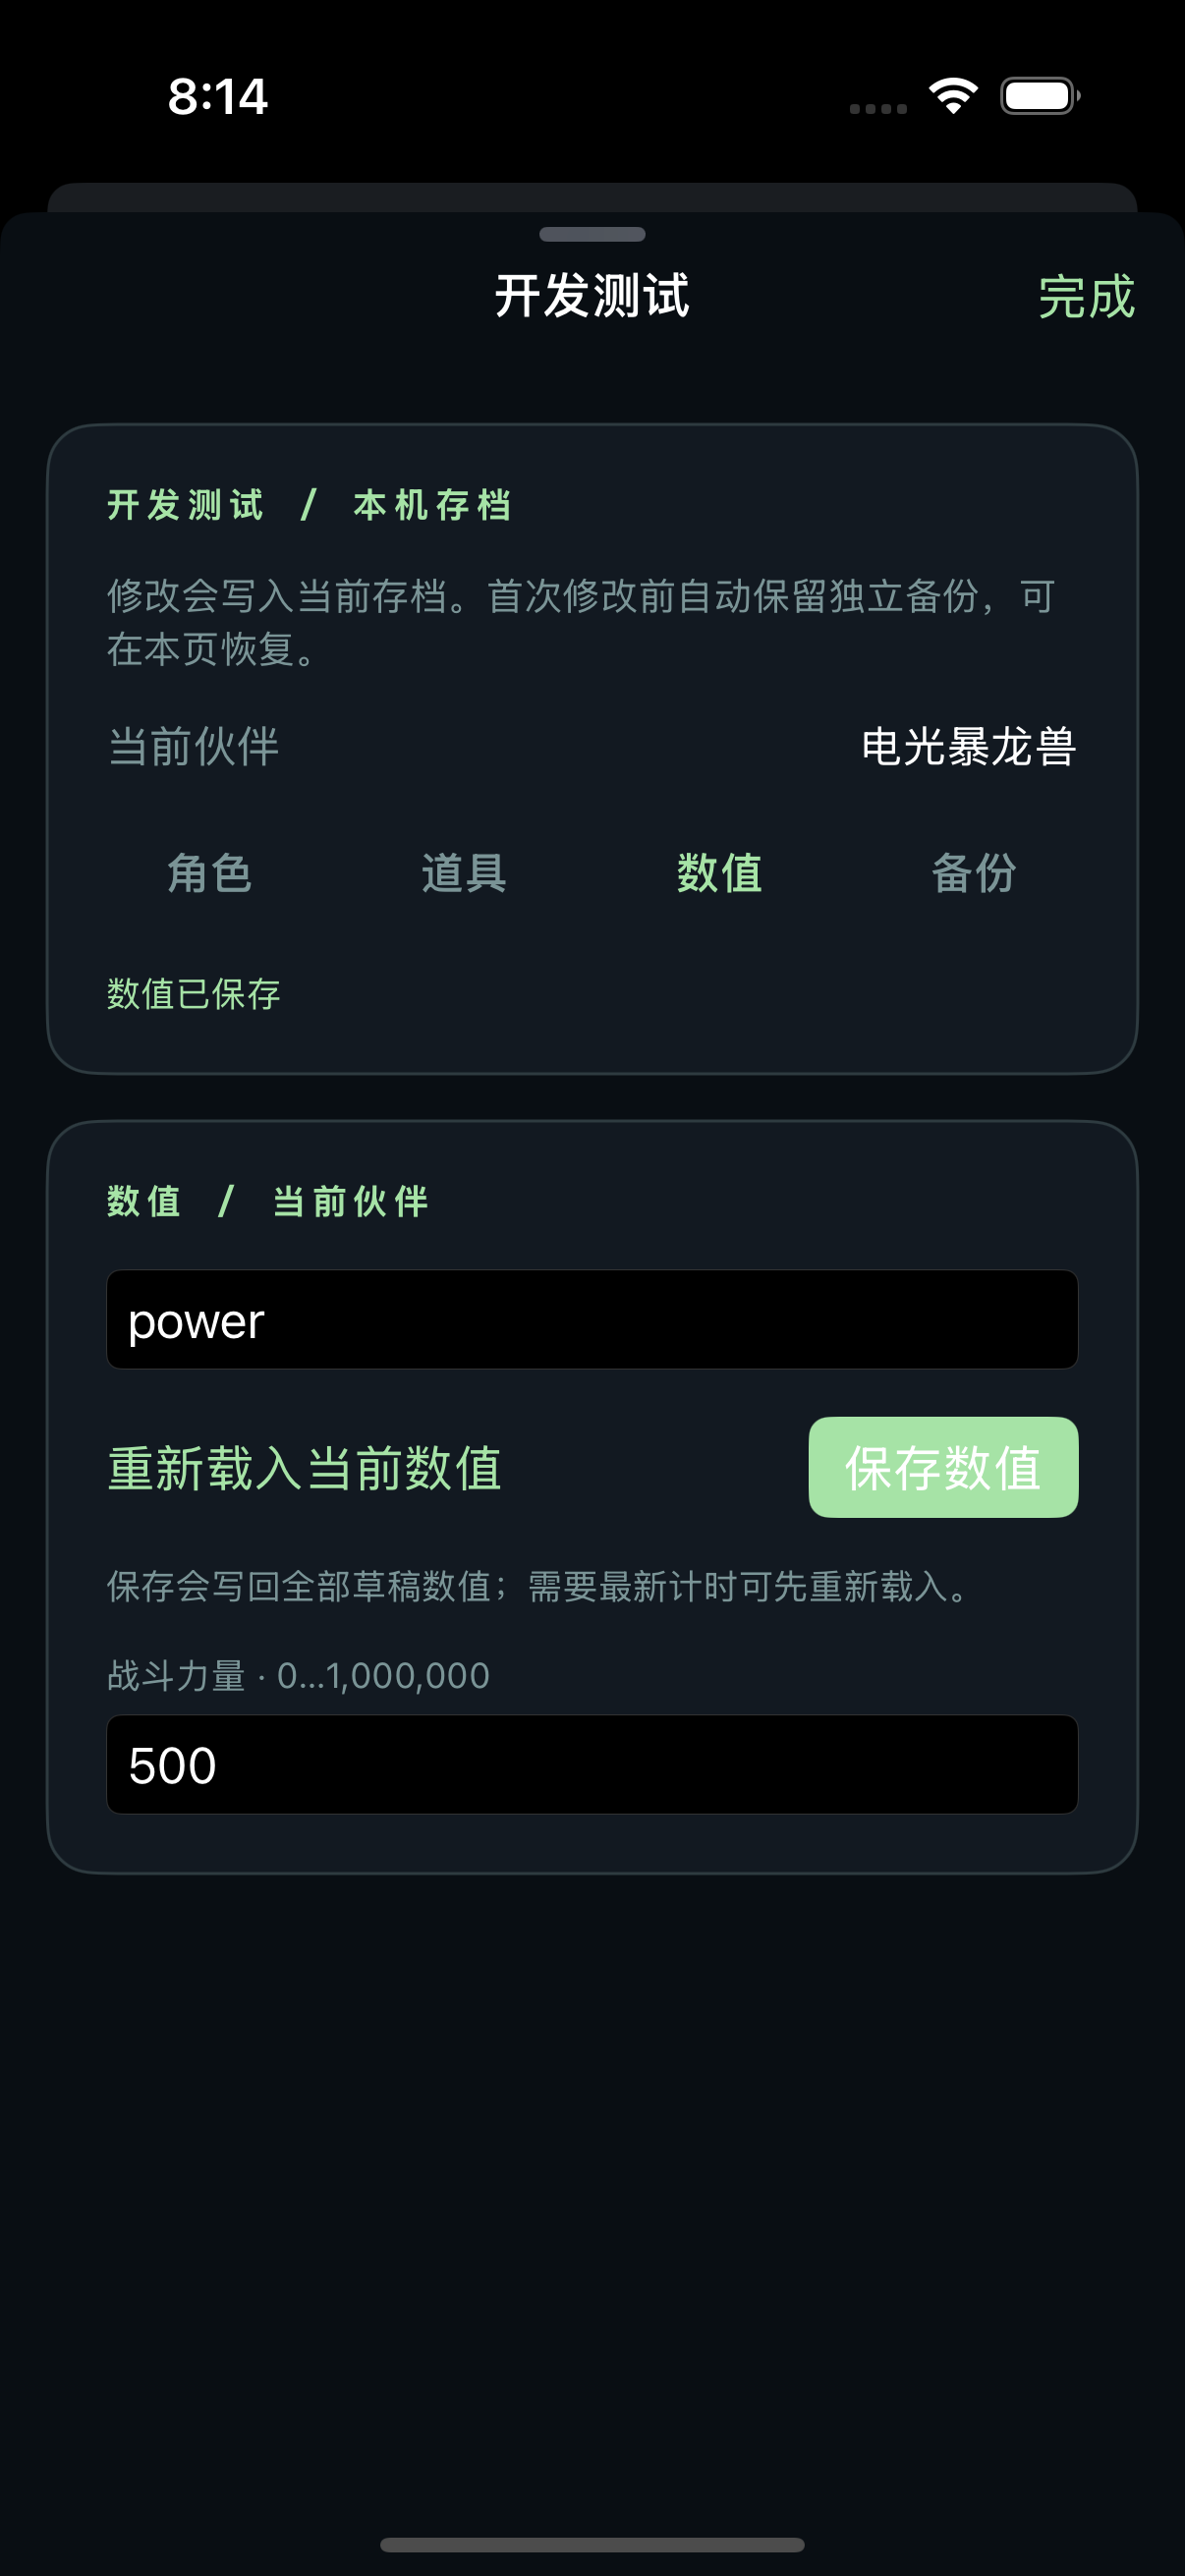 8:14
开发测试
完成
开发测试 / 本机存档
修改会写入当前存档。首次修改前自动保留独立备份，可
在本页恢复。
当前伙伴 电光暴龙兽
角色 道具 数值 备份
数值已保存
数值 / 当前伙伴
power
重新载入当前数值 保存数值
保存会写回全部草稿数值；需要最新计时可先重新载入。
战斗力量 · 0...1,000,000
500